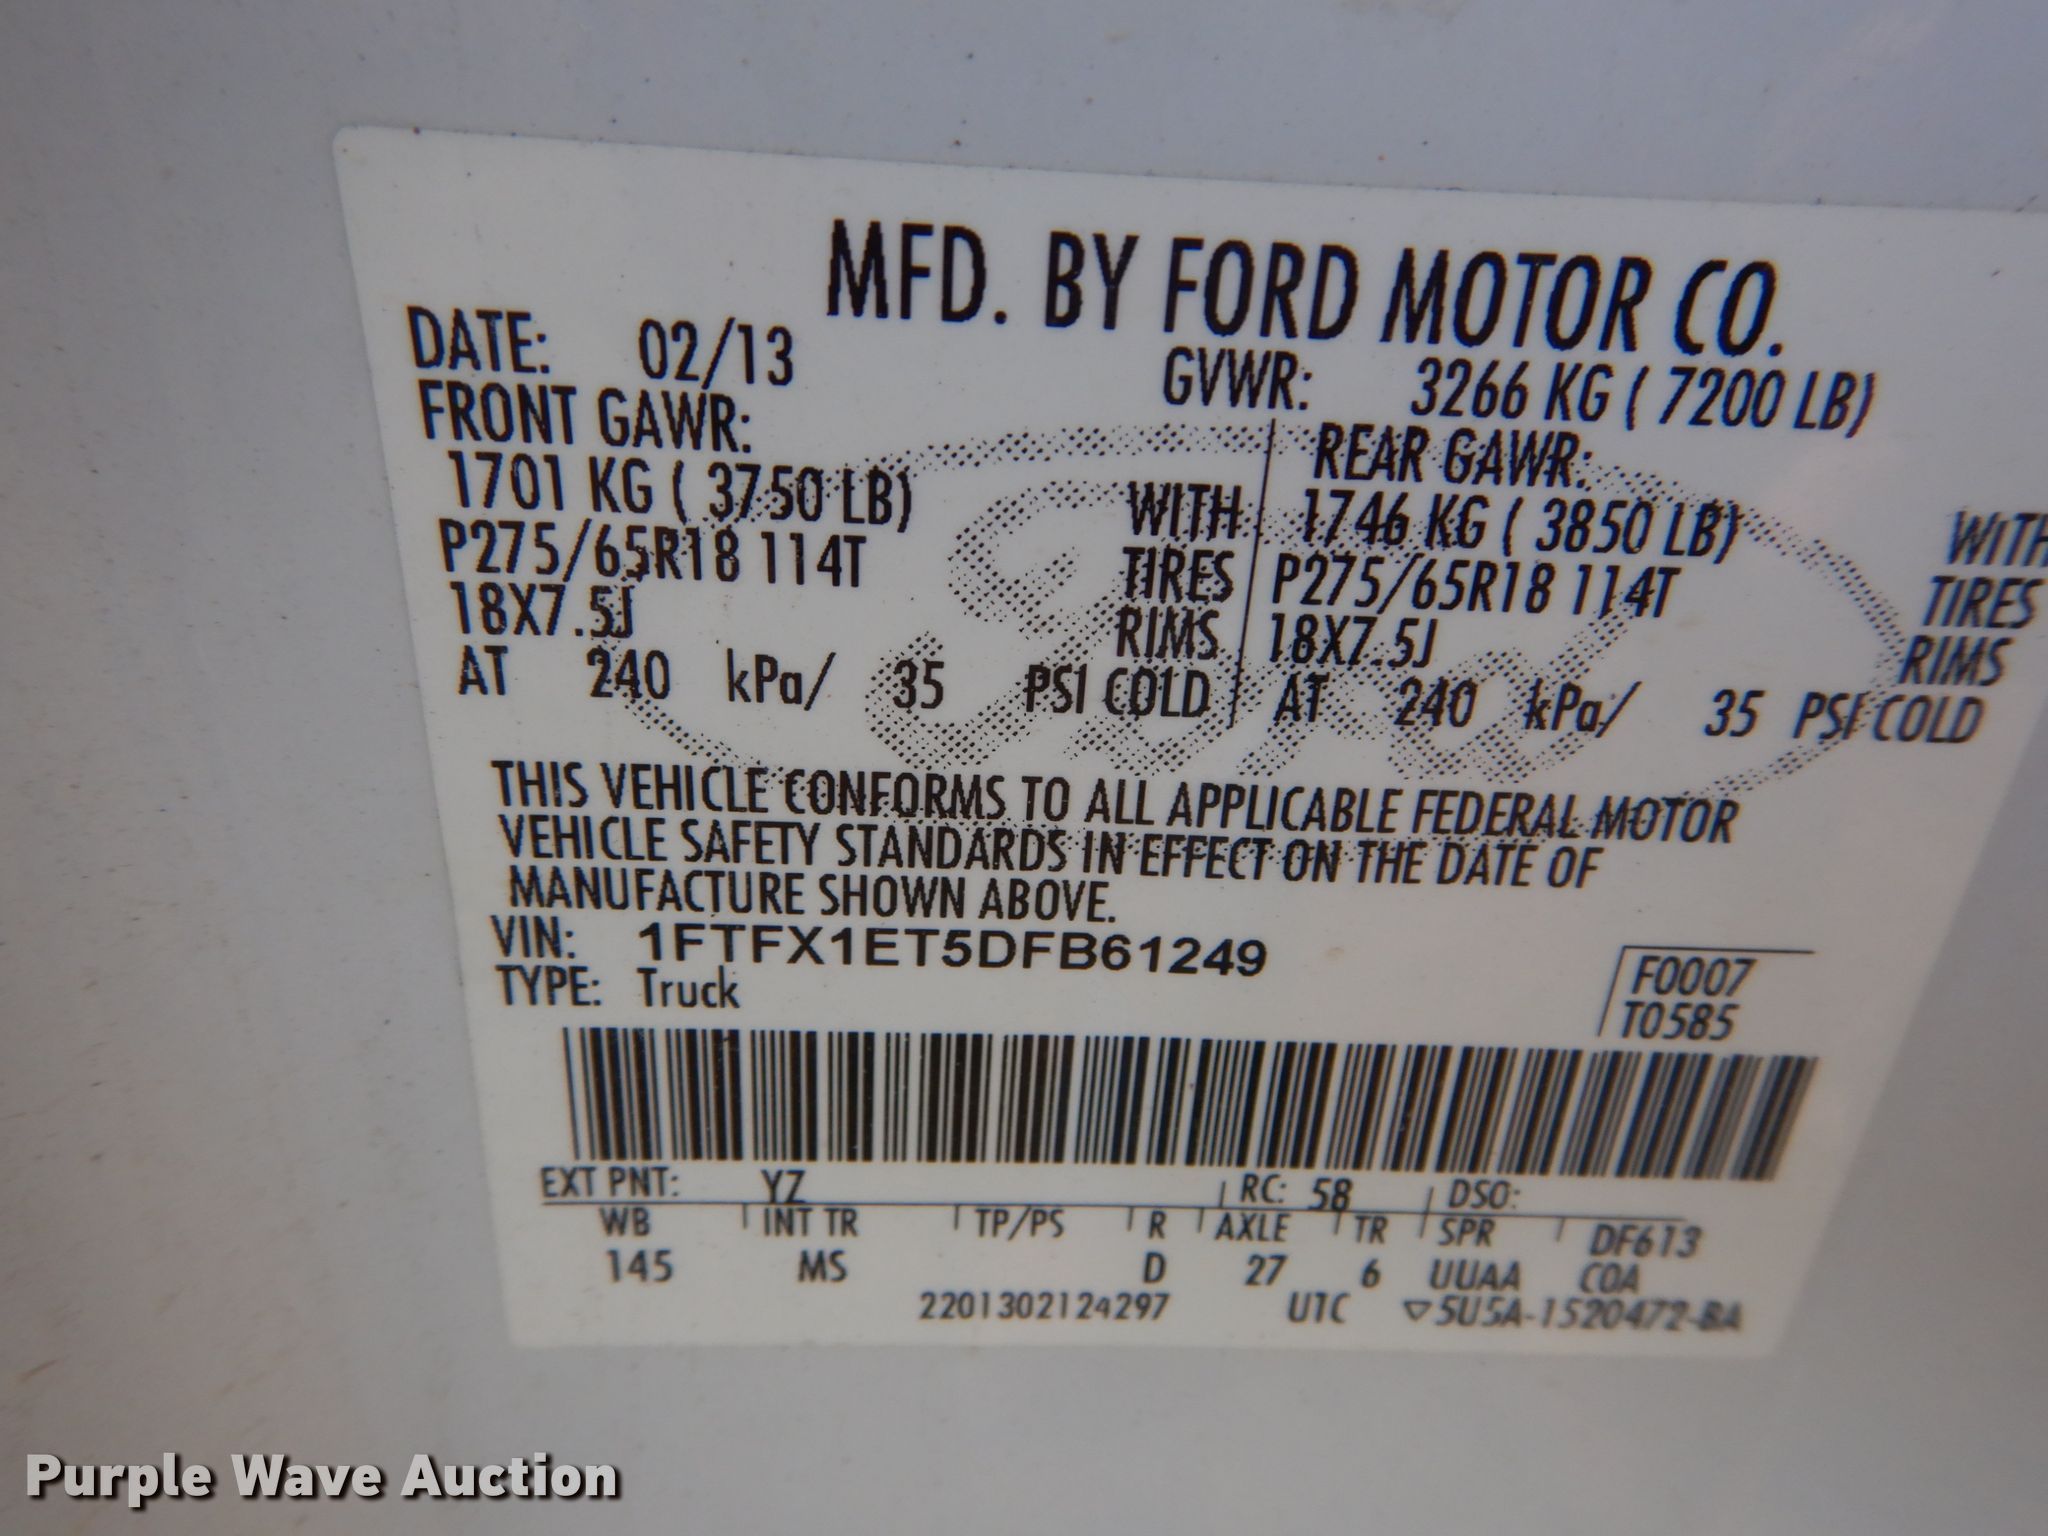 MFD. BY FORD MOTOR CO.
DATE: 02/13 GVWR: 3266 KG ( 7200 LB)
FRONT GAWR: REAR GAWR:
1701 KG ( 3750 LB) WITH 1746 KG ( 3850 LB) WITH
P275/65R18 114T TIRES P275/65R18 114T TIRES
18X7.5J RIMS 18X7.5J RIMS
AT 240 kPa/ 35 PSI COLD AT 240 kPa/ 35 PSI COLD
THIS VEHICLE CONFORMS TO ALL APPLICABLE FEDERAL MOTOR
VEHICLE SAFETY STANDARDS IN EFFECT ON THE DATE OF
MANUFACTURE SHOWN ABOVE.
VIN: 1FTFX1ET5DFB61249
TYPE: Truck
F0007
T0585
EXT PNT: YZ RC: 58 DSO:
WB INT TR TP/PS R AXLE TR SPR DF613
145 MS D 27 6 UUAA COA
2201302124297 UTC ▽5U5A-1520472-BA
Purple Wave Auction